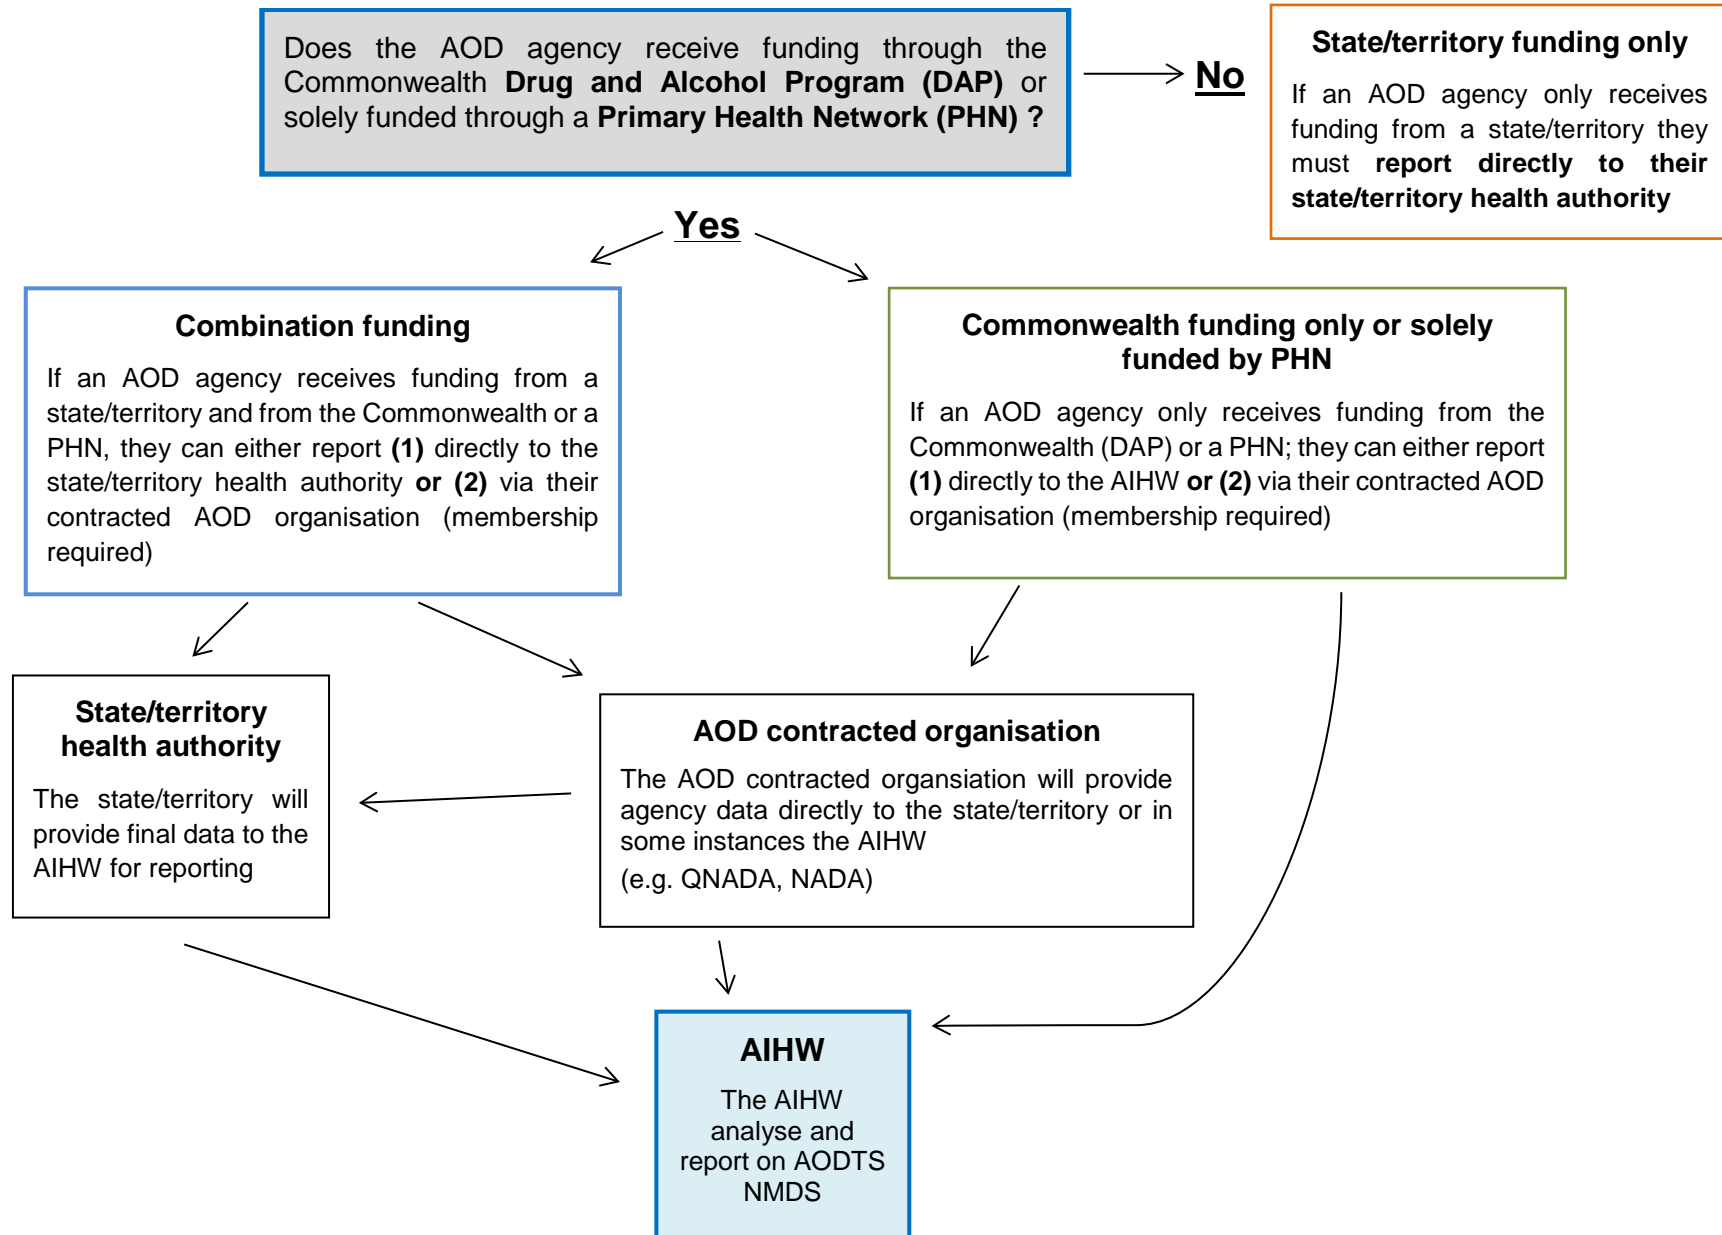 Does the AOD agency receive funding through the
Commonwealth Drug and Alcohol Program (DAP) or
solely funded through a Primary Health Network (PHN) ?
No
State/territory funding only
If an AOD agency only receives
funding from a state/territory they
must report directly to their
state/territory health authority
Yes
Combination funding
If an AOD agency receives funding from a
state/territory and from the Commonwealth or a
PHN, they can either report (1) directly to the
state/territory health authority or (2) via their
contracted AOD organisation (membership
required)
Commonwealth funding only or solely
funded by PHN
If an AOD agency only receives funding from the
Commonwealth (DAP) or a PHN; they can either report
(1) directly to the AIHW or (2) via their contracted AOD
organisation (membership required)
State/territory
health authority
The state/territory will
provide final data to the
AIHW for reporting
AOD contracted organisation
The AOD contracted organsiation will provide
agency data directly to the state/territory or in
some instances the AIHW
(e.g. QNADA, NADA)
AIHW
The AIHW
analyse and
report on AODTS
NMDS